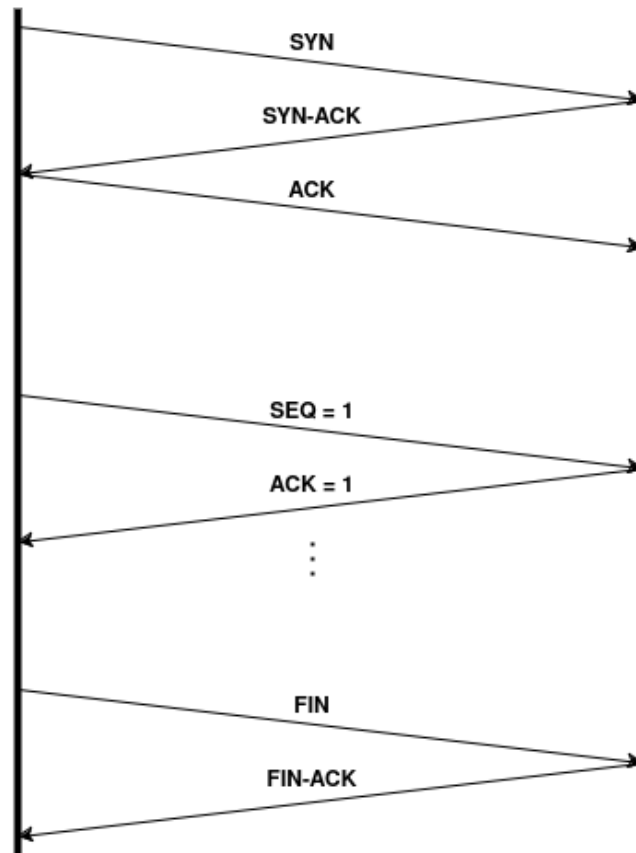 SYN
SYN-ACK
ACK
SEQ = 1
ACK = 1
FIN
FIN-ACK